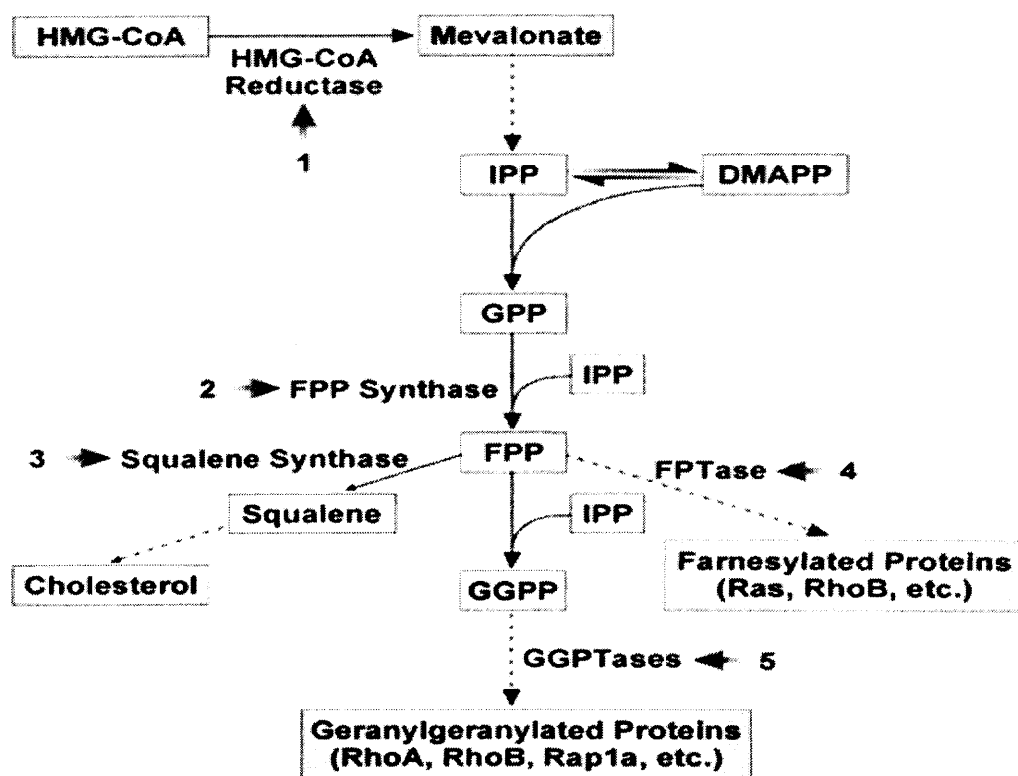 HMG-CoA
Mevalonate
HMG-CoA
Reductase
1
IPP
DMAPP
GPP
2
FPP Synthase
IPP
3
Squalene Synthase
FPP
FPTase
4
Squalene
IPP
Cholesterol
GGPP
Farnesylated Proteins
(Ras, RhoB, etc.)
GGPTases
5
Geranylgeranylated Proteins
(RhoA, RhoB, Rap1a, etc.)